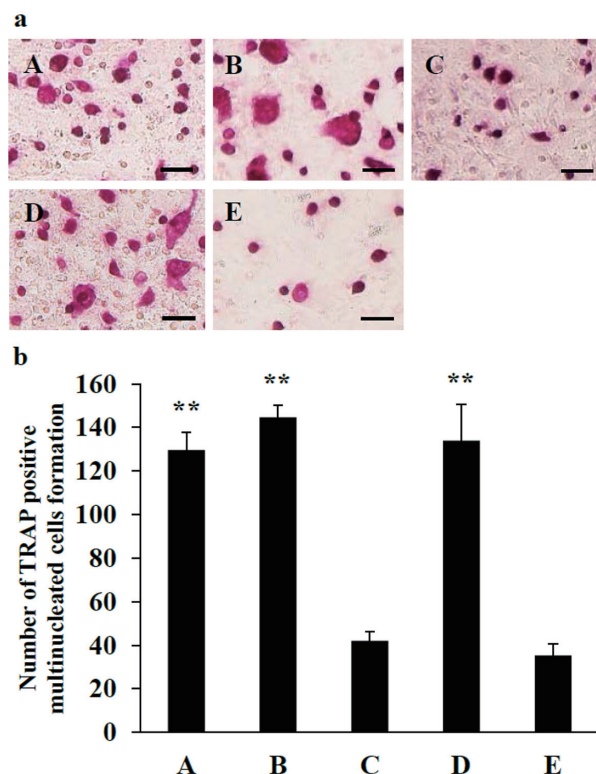 a
A B C
D E
b
Number of TRAP positive
multinucleated cells formation
160
140
120
100
80
60
40
20
0
** ** **
A B C D E